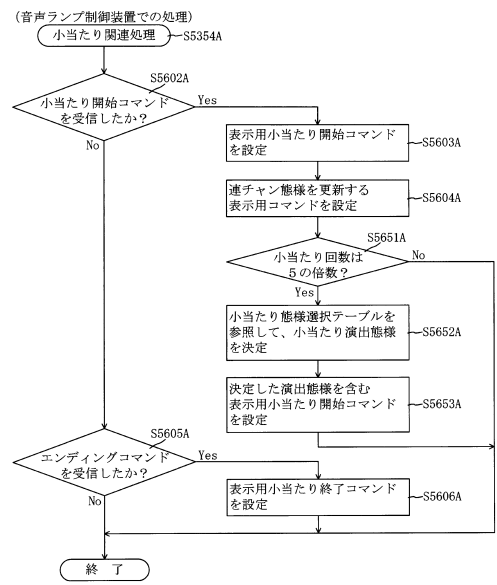 (音声ランプ制御装置での処理)
小当たり関連処理
S5354A
S5602A
小当たり開始コマンド
を受信したか?
Yes
No
表示用小当たり開始コマンド
を設定
S5603A
連チャン態様を更新する
表示用コマンドを設定
S5604A
S5651A
小当たり回数は
5の倍数?
No
Yes
小当たり態様選択テーブルを
参照して、小当たり演出態様
を決定
S5652A
決定した演出態様を含む
表示用小当たり開始コマンド
を設定
S5653A
S5605A
エンディングコマンド
を受信したか?
Yes
No
表示用小当たり終了コマンド
を設定
S5606A
終 了